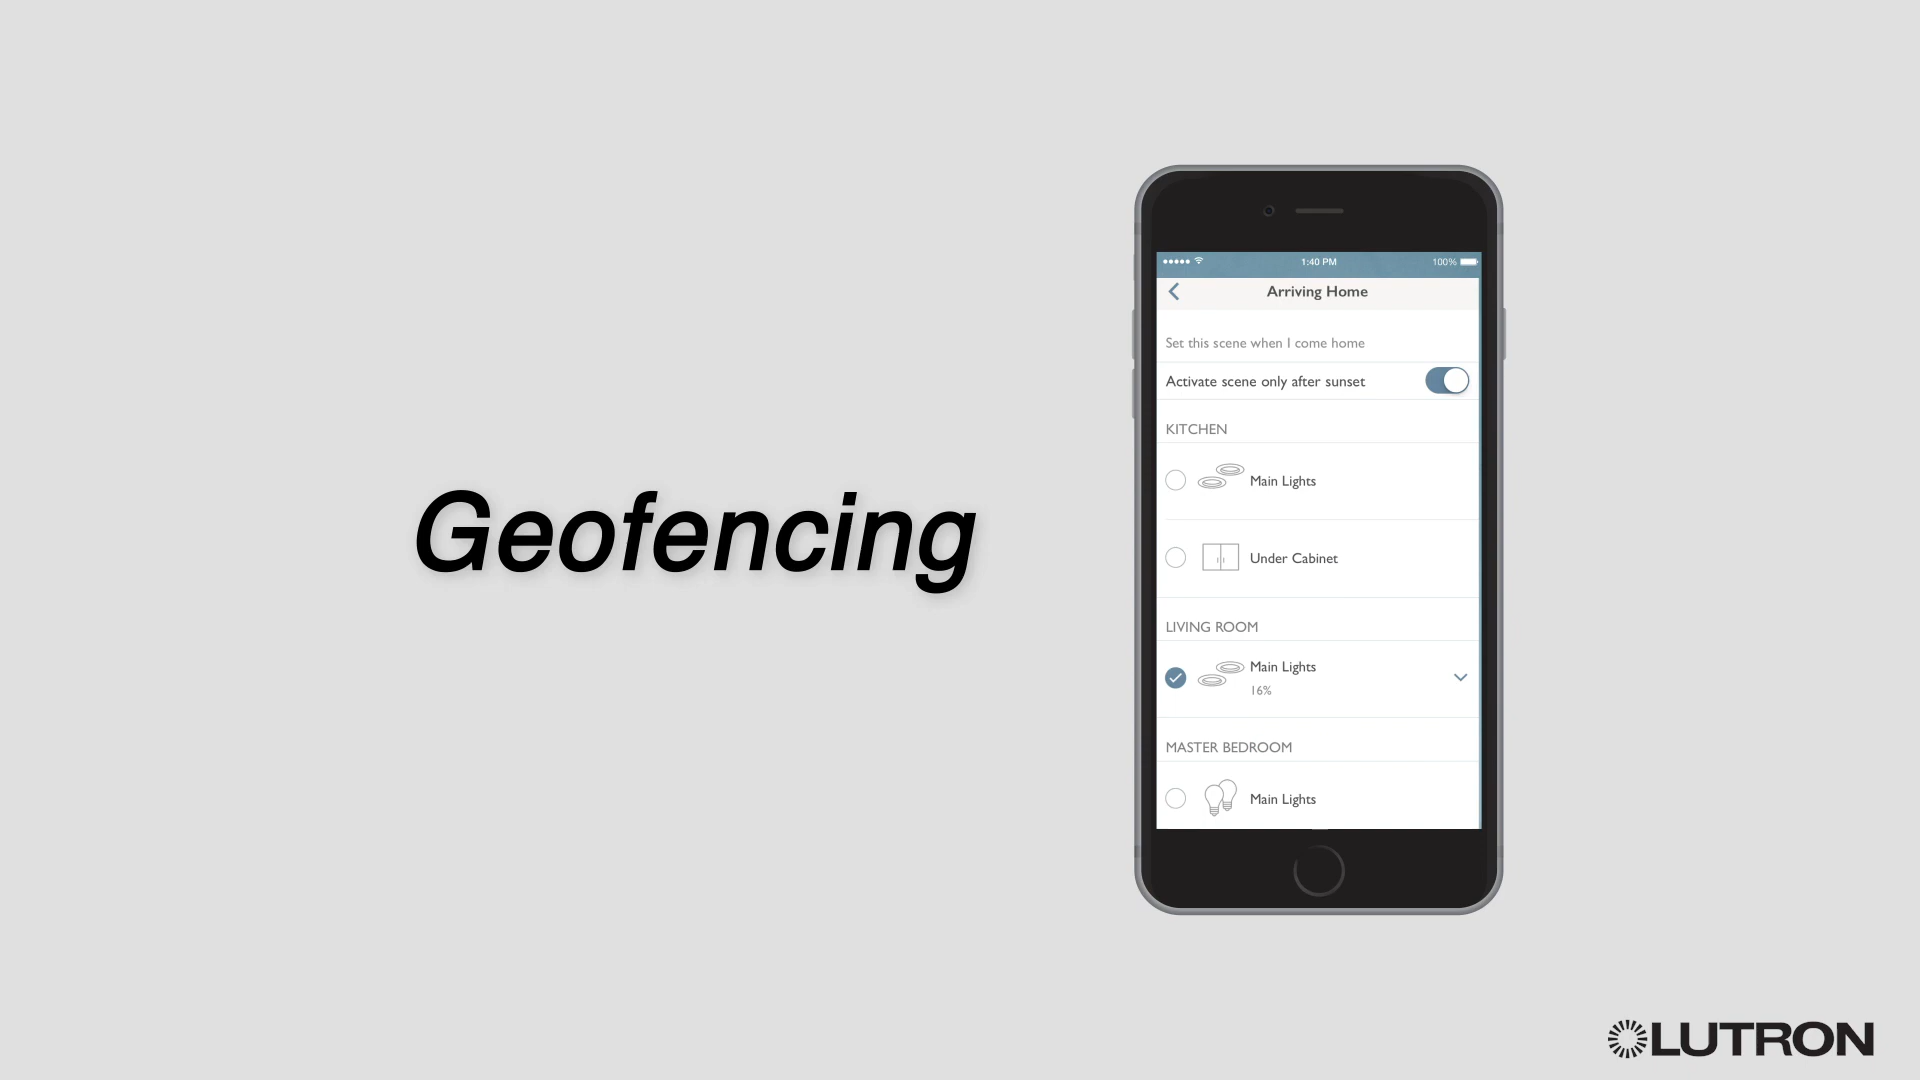 Geofencing
1:40 PM
100%
Arriving Home
Set this scene when I come home
Activate scene only after sunset
KITCHEN
Main Lights
Under Cabinet
LIVING ROOM
Main Lights
16%
MASTER BEDROOM
Main Lights
LUTRON